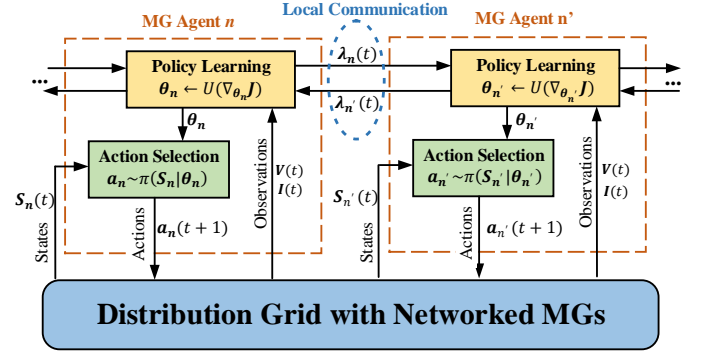 Local Communication
MG Agent n
MG Agent n’
λₙ(t)
Policy Learning
θₙ ← U(∇θₙJ)
Policy Learning
θₙ′ ← U(∇θₙ′J)
...
...
λₙ′(t)
θₙ
θₙ′
Action Selection
aₙ~π(Sₙ|θₙ)
Observations
V(t)
I(t)
Action Selection
aₙ′~π(Sₙ′|θₙ′)
Observations
V(t)
I(t)
Sₙ(t)
States
Actions
aₙ(t+1)
Sₙ′(t)
States
Actions
aₙ′(t+1)
Distribution Grid with Networked MGs